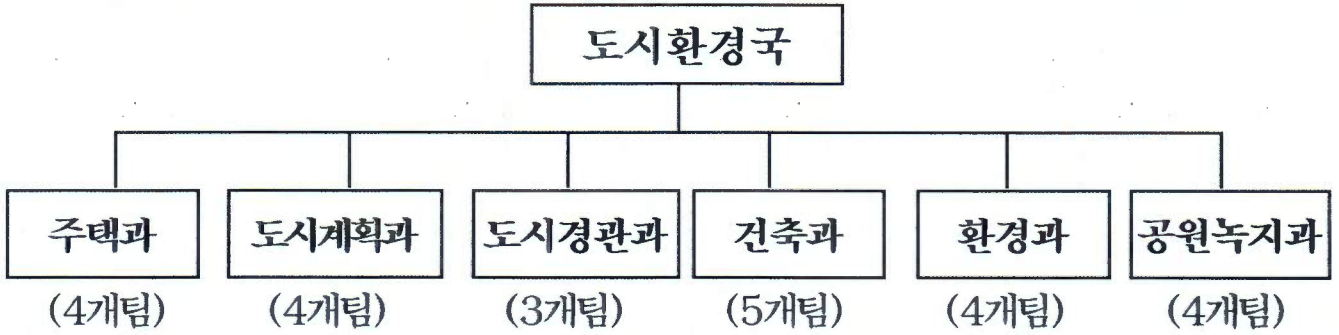 도시환경국
주택과 도시계획과 도시경관과 건축과 환경과 공원녹지과
(4개팀) (4개팀) (3개팀) (5개팀) (4개팀) (4개팀)